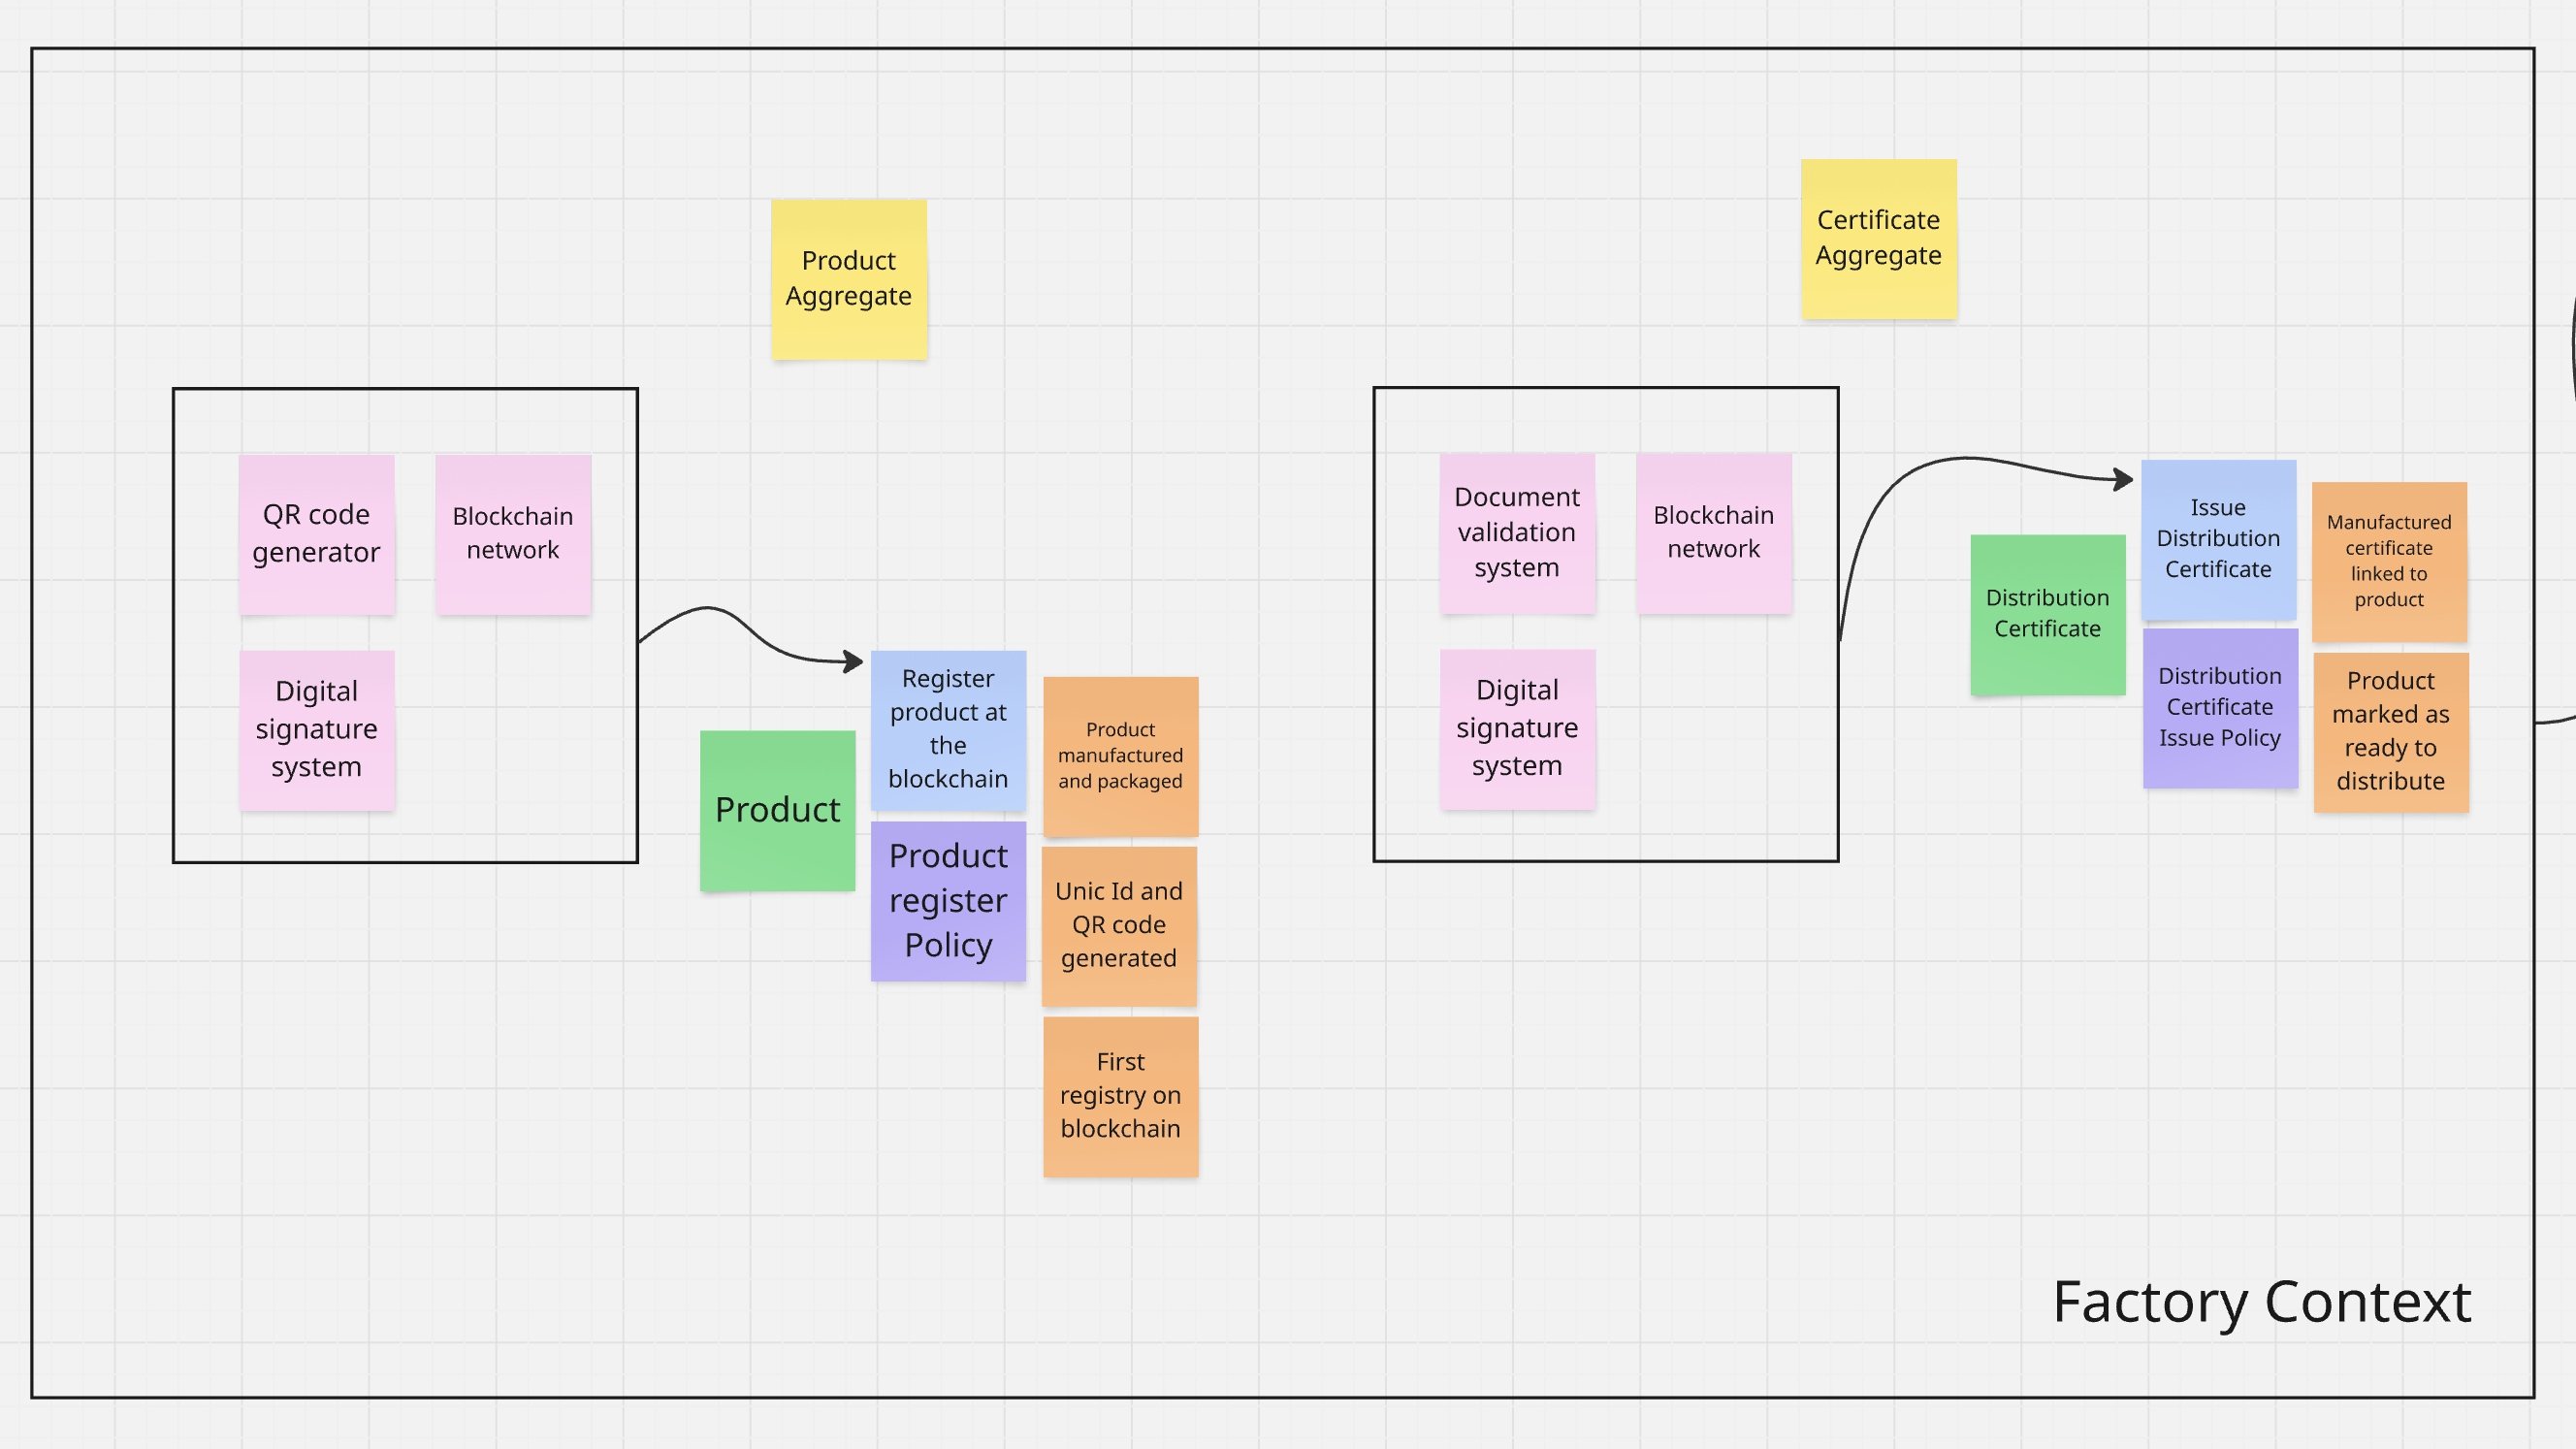 Product
Aggregate
Certificate
Aggregate
QR code
generator
Blockchain
network
Digital
signature
system
Product
Register
product at
the
blockchain
Product
register
Policy
Product
manufactured
and packaged
Unic Id and
QR code
generated
First
registry on
blockchain
Document
validation
system
Blockchain
network
Digital
signature
system
Distribution
Certificate
Issue
Distribution
Certificate
Distribution
Certificate
Issue Policy
Manufactured
certificate
linked to
product
Product
marked as
ready to
distribute
Factory Context